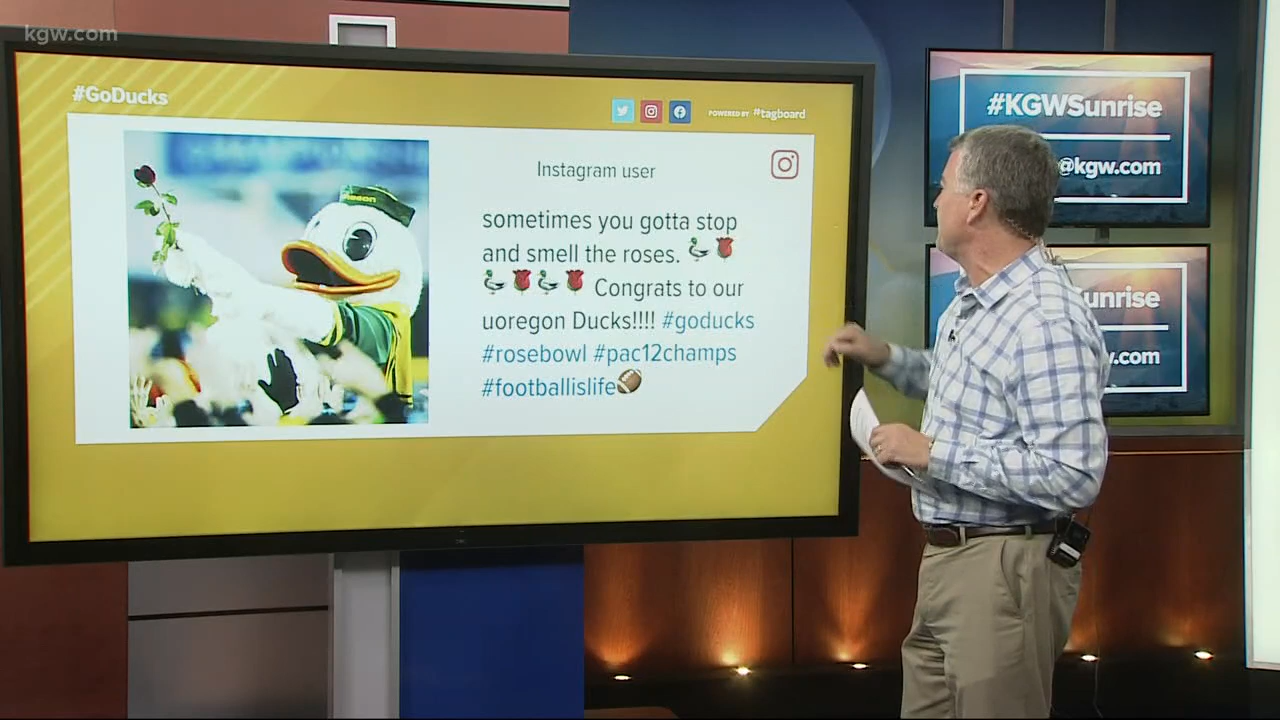 kgw.com
#GoDucks
POWERED BY #tagboard
Instagram user
sometimes you gotta stop
and smell the roses. 🦆🌹
🦆🌹🦆🌹 Congrats to our
uoregon Ducks!!!! #goducks
#rosebowl #pac12champs
#footballislife🏈
#KGWSunrise
@kgw.com
unrise
.com